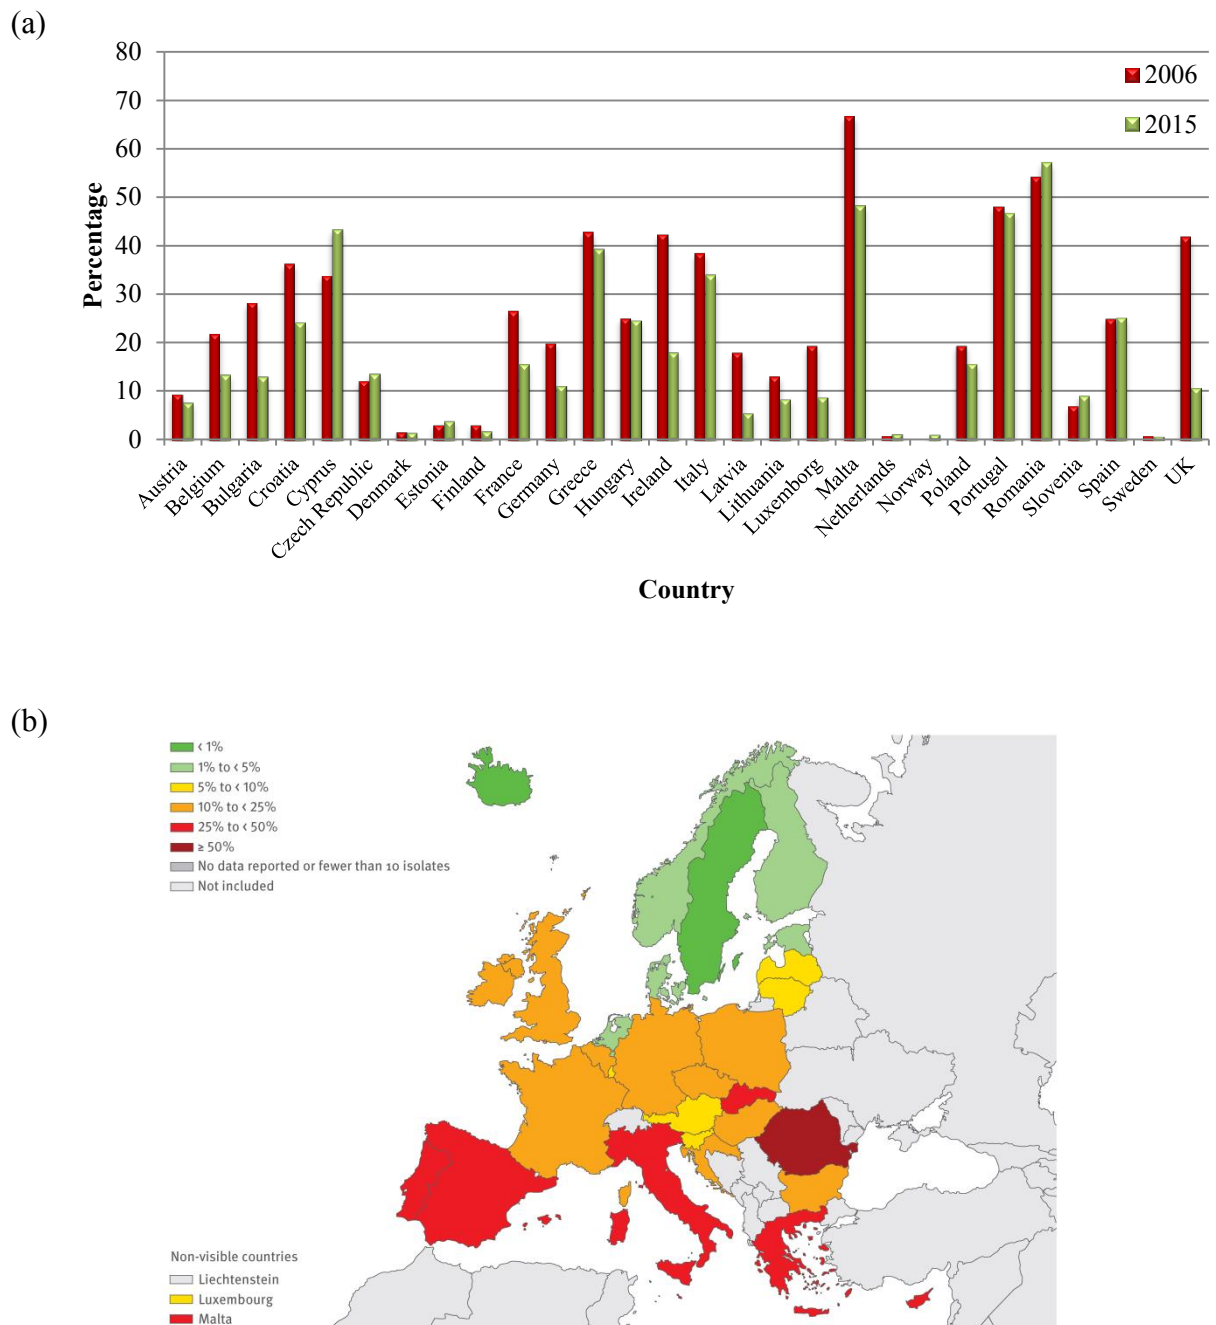 (a)
80
70
60
50
40
30
20
10
0
Percentage
2006
2015
Austria
Belgium
Bulgaria
Croatia
Cyprus
Czech Republic
Denmark
Estonia
Finland
France
Germany
Greece
Hungary
Ireland
Italy
Latvia
Lithuania
Luxemborg
Malta
Netherlands
Norway
Poland
Portugal
Romania
Slovenia
Spain
Sweden
UK
Country
(b)
< 1%
1% to < 5%
5% to < 10%
10% to < 25%
25% to < 50%
≥ 50%
No data reported or fewer than 10 isolates
Not included
Non-visible countries
Liechtenstein
Luxembourg
Malta